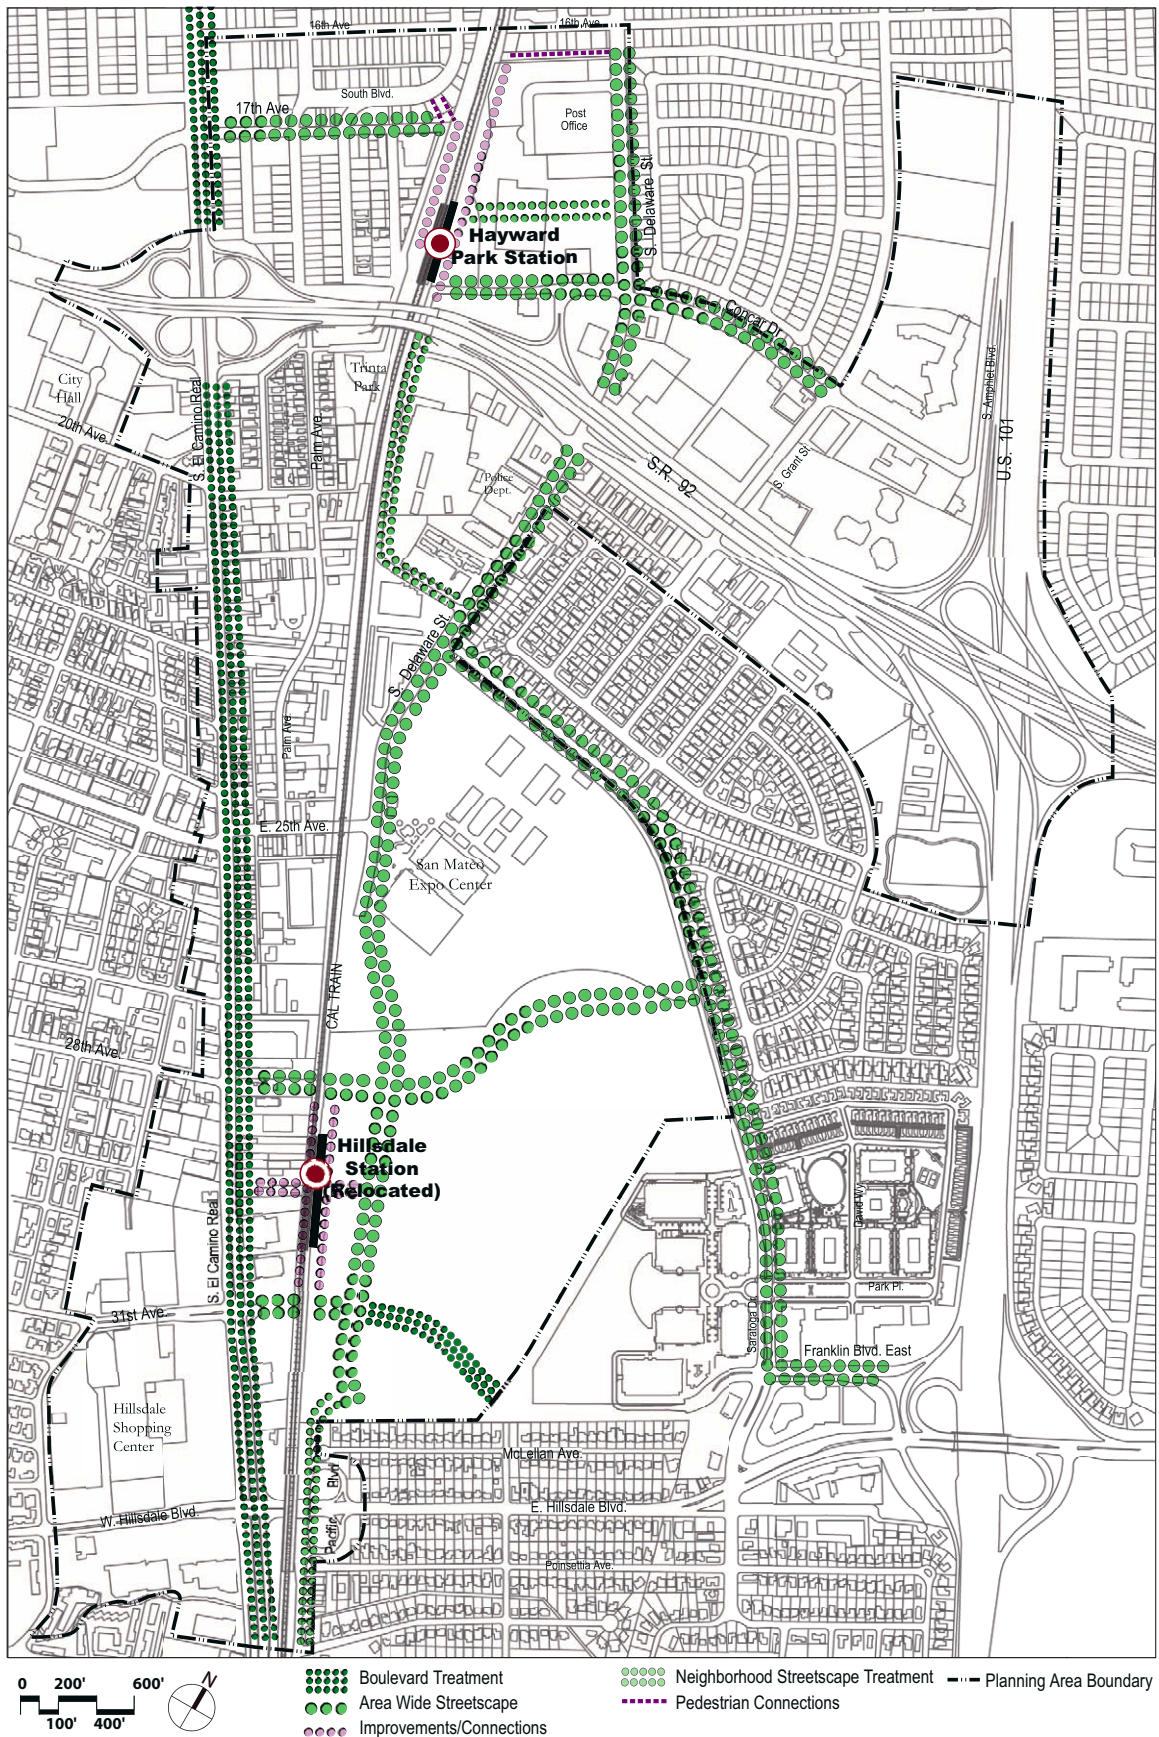 16th Ave
16th Ave.
South Blvd.
17th Ave
Post
Office
S. Delaware St.
Hayward
Park Station
Concar Dr.
Trinta
Park
City
Hall
S. Amphlet Blvd.
20th Ave.
S. El Camino Real
Palm Ave.
U.S. 101
S.R. 92
S. Grant St.
Police
Dept.
S. Delaware St.
Palm Ave.
E. 25th Ave.
San Mateo
Expo Center
CAL TRAIN
28th Ave.
Hillsdale
Station
(Relocated)
David Wy.
S. El Camino Real
Park Pl.
31st Ave.
Saratoga Dr.
Franklin Blvd. East
Hillsdale
Shopping
Center
McLellan Ave.
Pacific Blvd.
E. Hillsdale Blvd.
W. Hillsdale Blvd.
Poinsettia Ave.
0 200' 600'
100' 400'
N
Boulevard Treatment
Area Wide Streetscape
Improvements/Connections
Neighborhood Streetscape Treatment
Pedestrian Connections
Planning Area Boundary